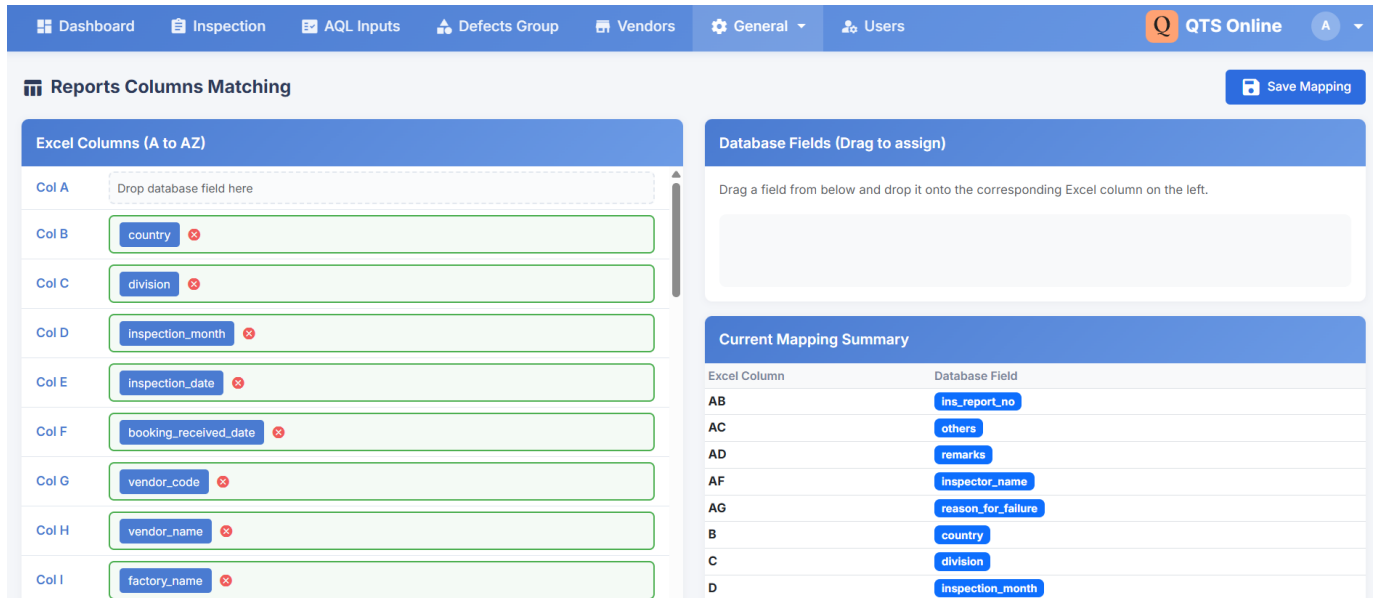 Dashboard Inspection AQL Inputs Defects Group Vendors General Users Q QTS Online A
Reports Columns Matching
Save Mapping
Excel Columns (A to AZ)
Col A Drop database field here
Col B country
Col C division
Col D inspection_month
Col E inspection_date
Col F booking_received_date
Col G vendor_code
Col H vendor_name
Col I factory_name
Database Fields (Drag to assign)
Drag a field from below and drop it onto the corresponding Excel column on the left.
Current Mapping Summary
Excel Column Database Field
AB ins_report_no
AC others
AD remarks
AF inspector_name
AG reason_for_failure
B country
C division
D inspection_month